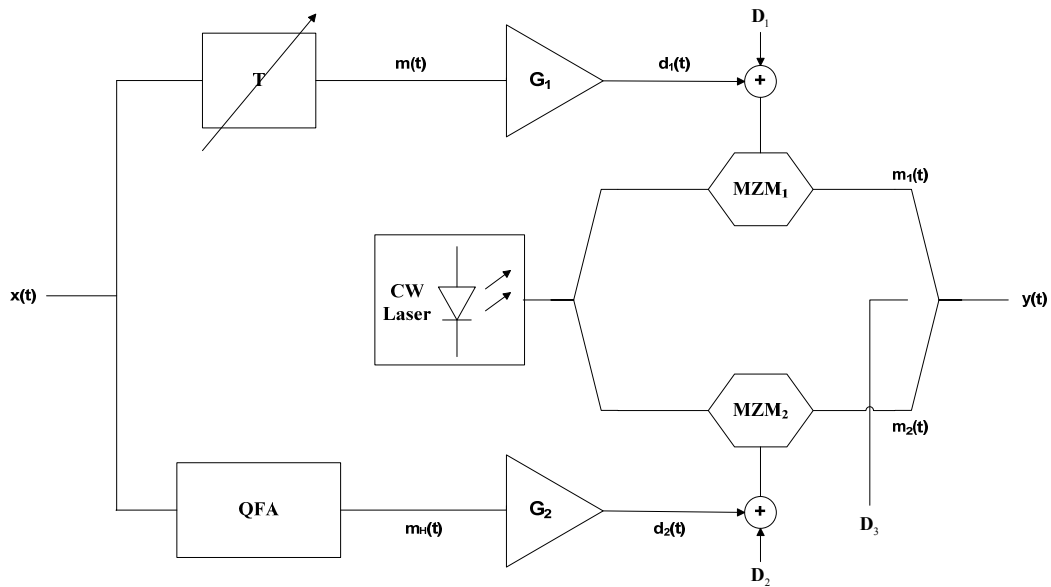 D₁
T
m(t)
G₁
d₁(t)
+
MZM₁
m₁(t)
CW
Laser
x(t)
y(t)
MZM₂
m₂(t)
QFA
mH(t)
G₂
d₂(t)
+
D₃
D₂